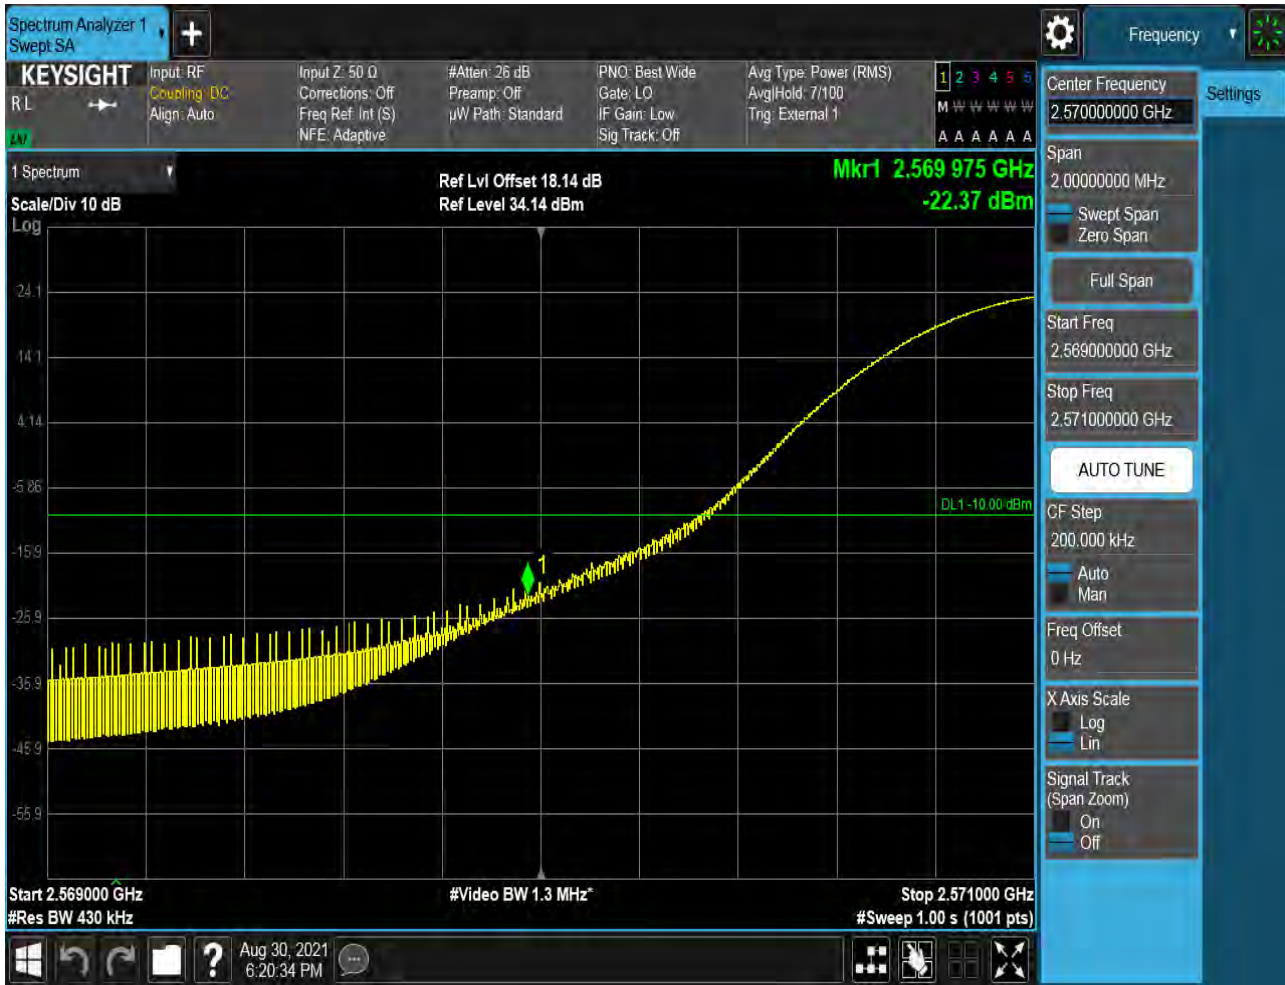 Spectrum Analyzer 1
Swept SA
Frequency
KEYSIGHT
R L
LXI
Input: RF
Coupling: DC
Align: Auto
Input Z: 50 Ω
Corrections: Off
Freq Ref: Int (S)
NFE: Adaptive
#Atten: 26 dB
Preamp: Off
µW Path: Standard
PNO: Best Wide
Gate: LO
IF Gain: Low
Sig Track: Off
Avg Type: Power (RMS)
Avg|Hold: 7/100
Trig: External 1
1 2 3 4 5 6
M W W W W W
A A A A A A
1 Spectrum
Scale/Div 10 dB
Log
Ref Lvl Offset 18.14 dB
Ref Level 34.14 dBm
Mkr1 2.569 975 GHz
-22.37 dBm
24.1
14.1
4.14
-5.86
-15.9
-25.9
-35.9
-45.9
-55.9
DL1 -10.00 dBm
1
Start 2.569000 GHz
#Res BW 430 kHz
#Video BW 1.3 MHz*
Stop 2.571000 GHz
#Sweep 1.00 s (1001 pts)
Center Frequency
2.570000000 GHz
Settings
Span
2.00000000 MHz
Swept Span
Zero Span
Full Span
Start Freq
2.569000000 GHz
Stop Freq
2.571000000 GHz
AUTO TUNE
CF Step
200.000 kHz
Auto
Man
Freq Offset
0 Hz
X Axis Scale
Log
Lin
Signal Track
(Span Zoom)
On
Off
?
Aug 30, 2021
6:20:34 PM